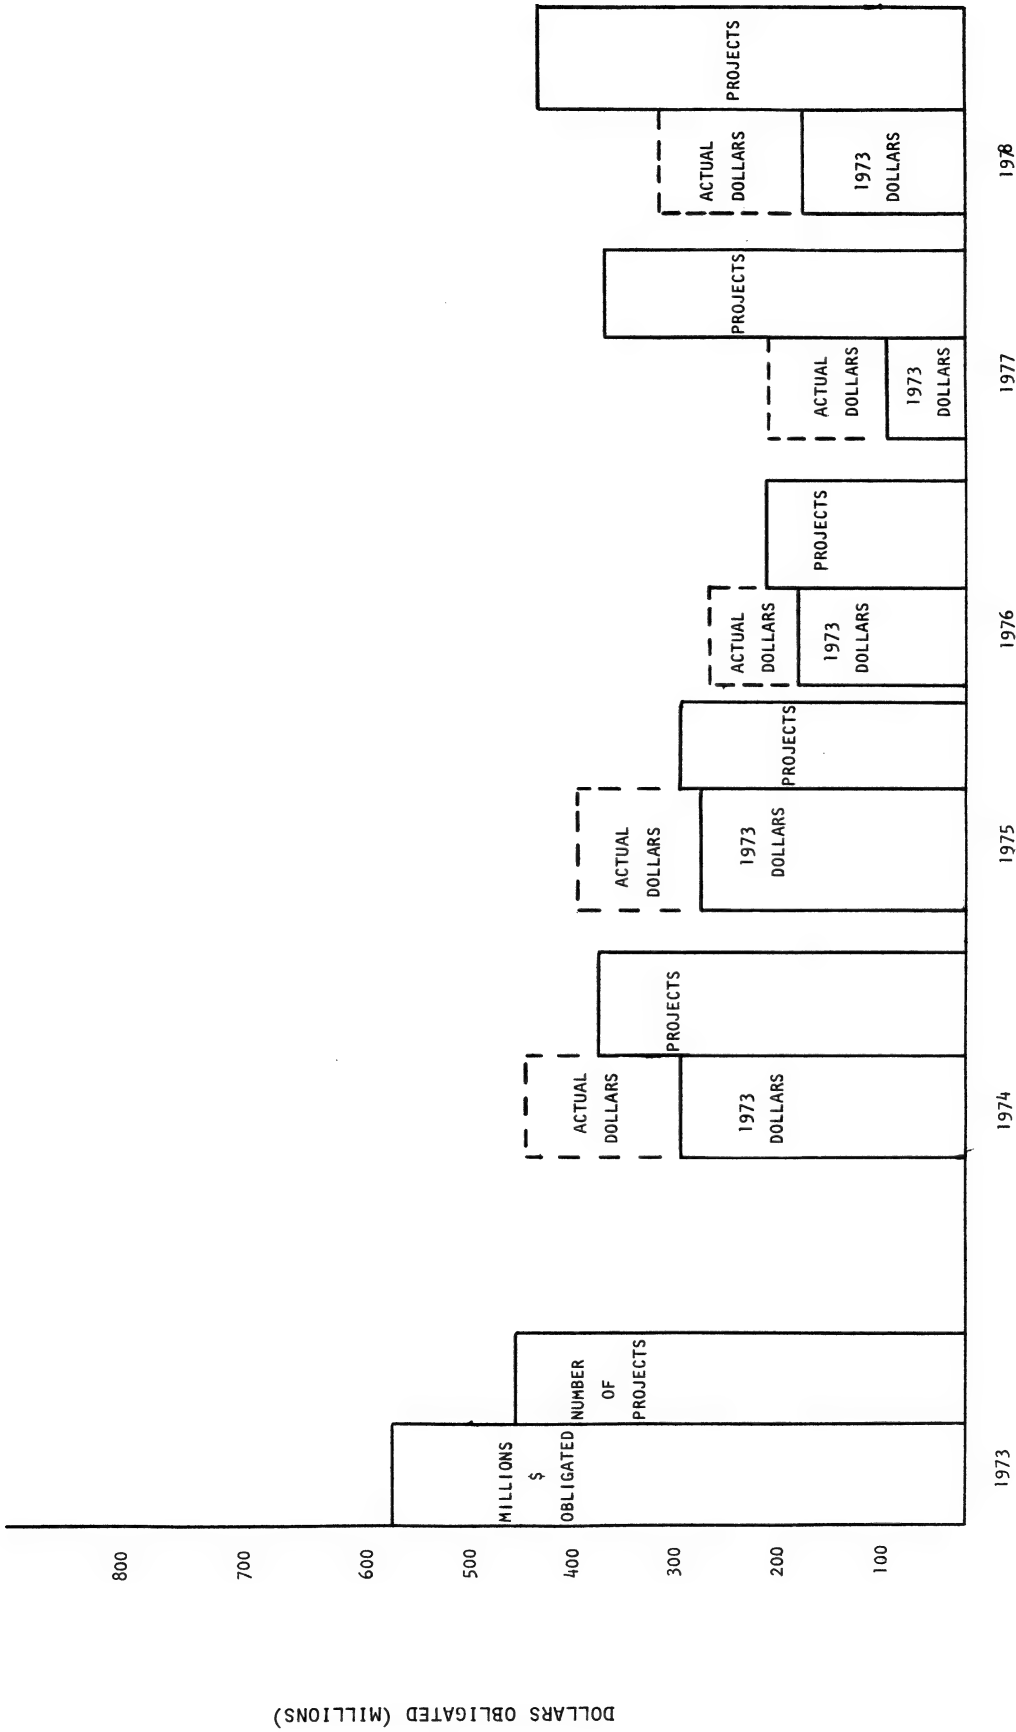 DOLLARS OBLIGATED (MILLIONS)
800
700
600
500
400
300
200
100
MILLIONS
$
OBLIGATED
NUMBER
OF
PROJECTS
1973
ACTUAL
DOLLARS
1973
DOLLARS
PROJECTS
1974
ACTUAL
DOLLARS
1973
DOLLARS
PROJECTS
1975
ACTUAL
DOLLARS
1973
DOLLARS
PROJECTS
1976
ACTUAL
DOLLARS
1973
DOLLARS
PROJECTS
1977
ACTUAL
DOLLARS
1973
DOLLARS
PROJECTS
1978